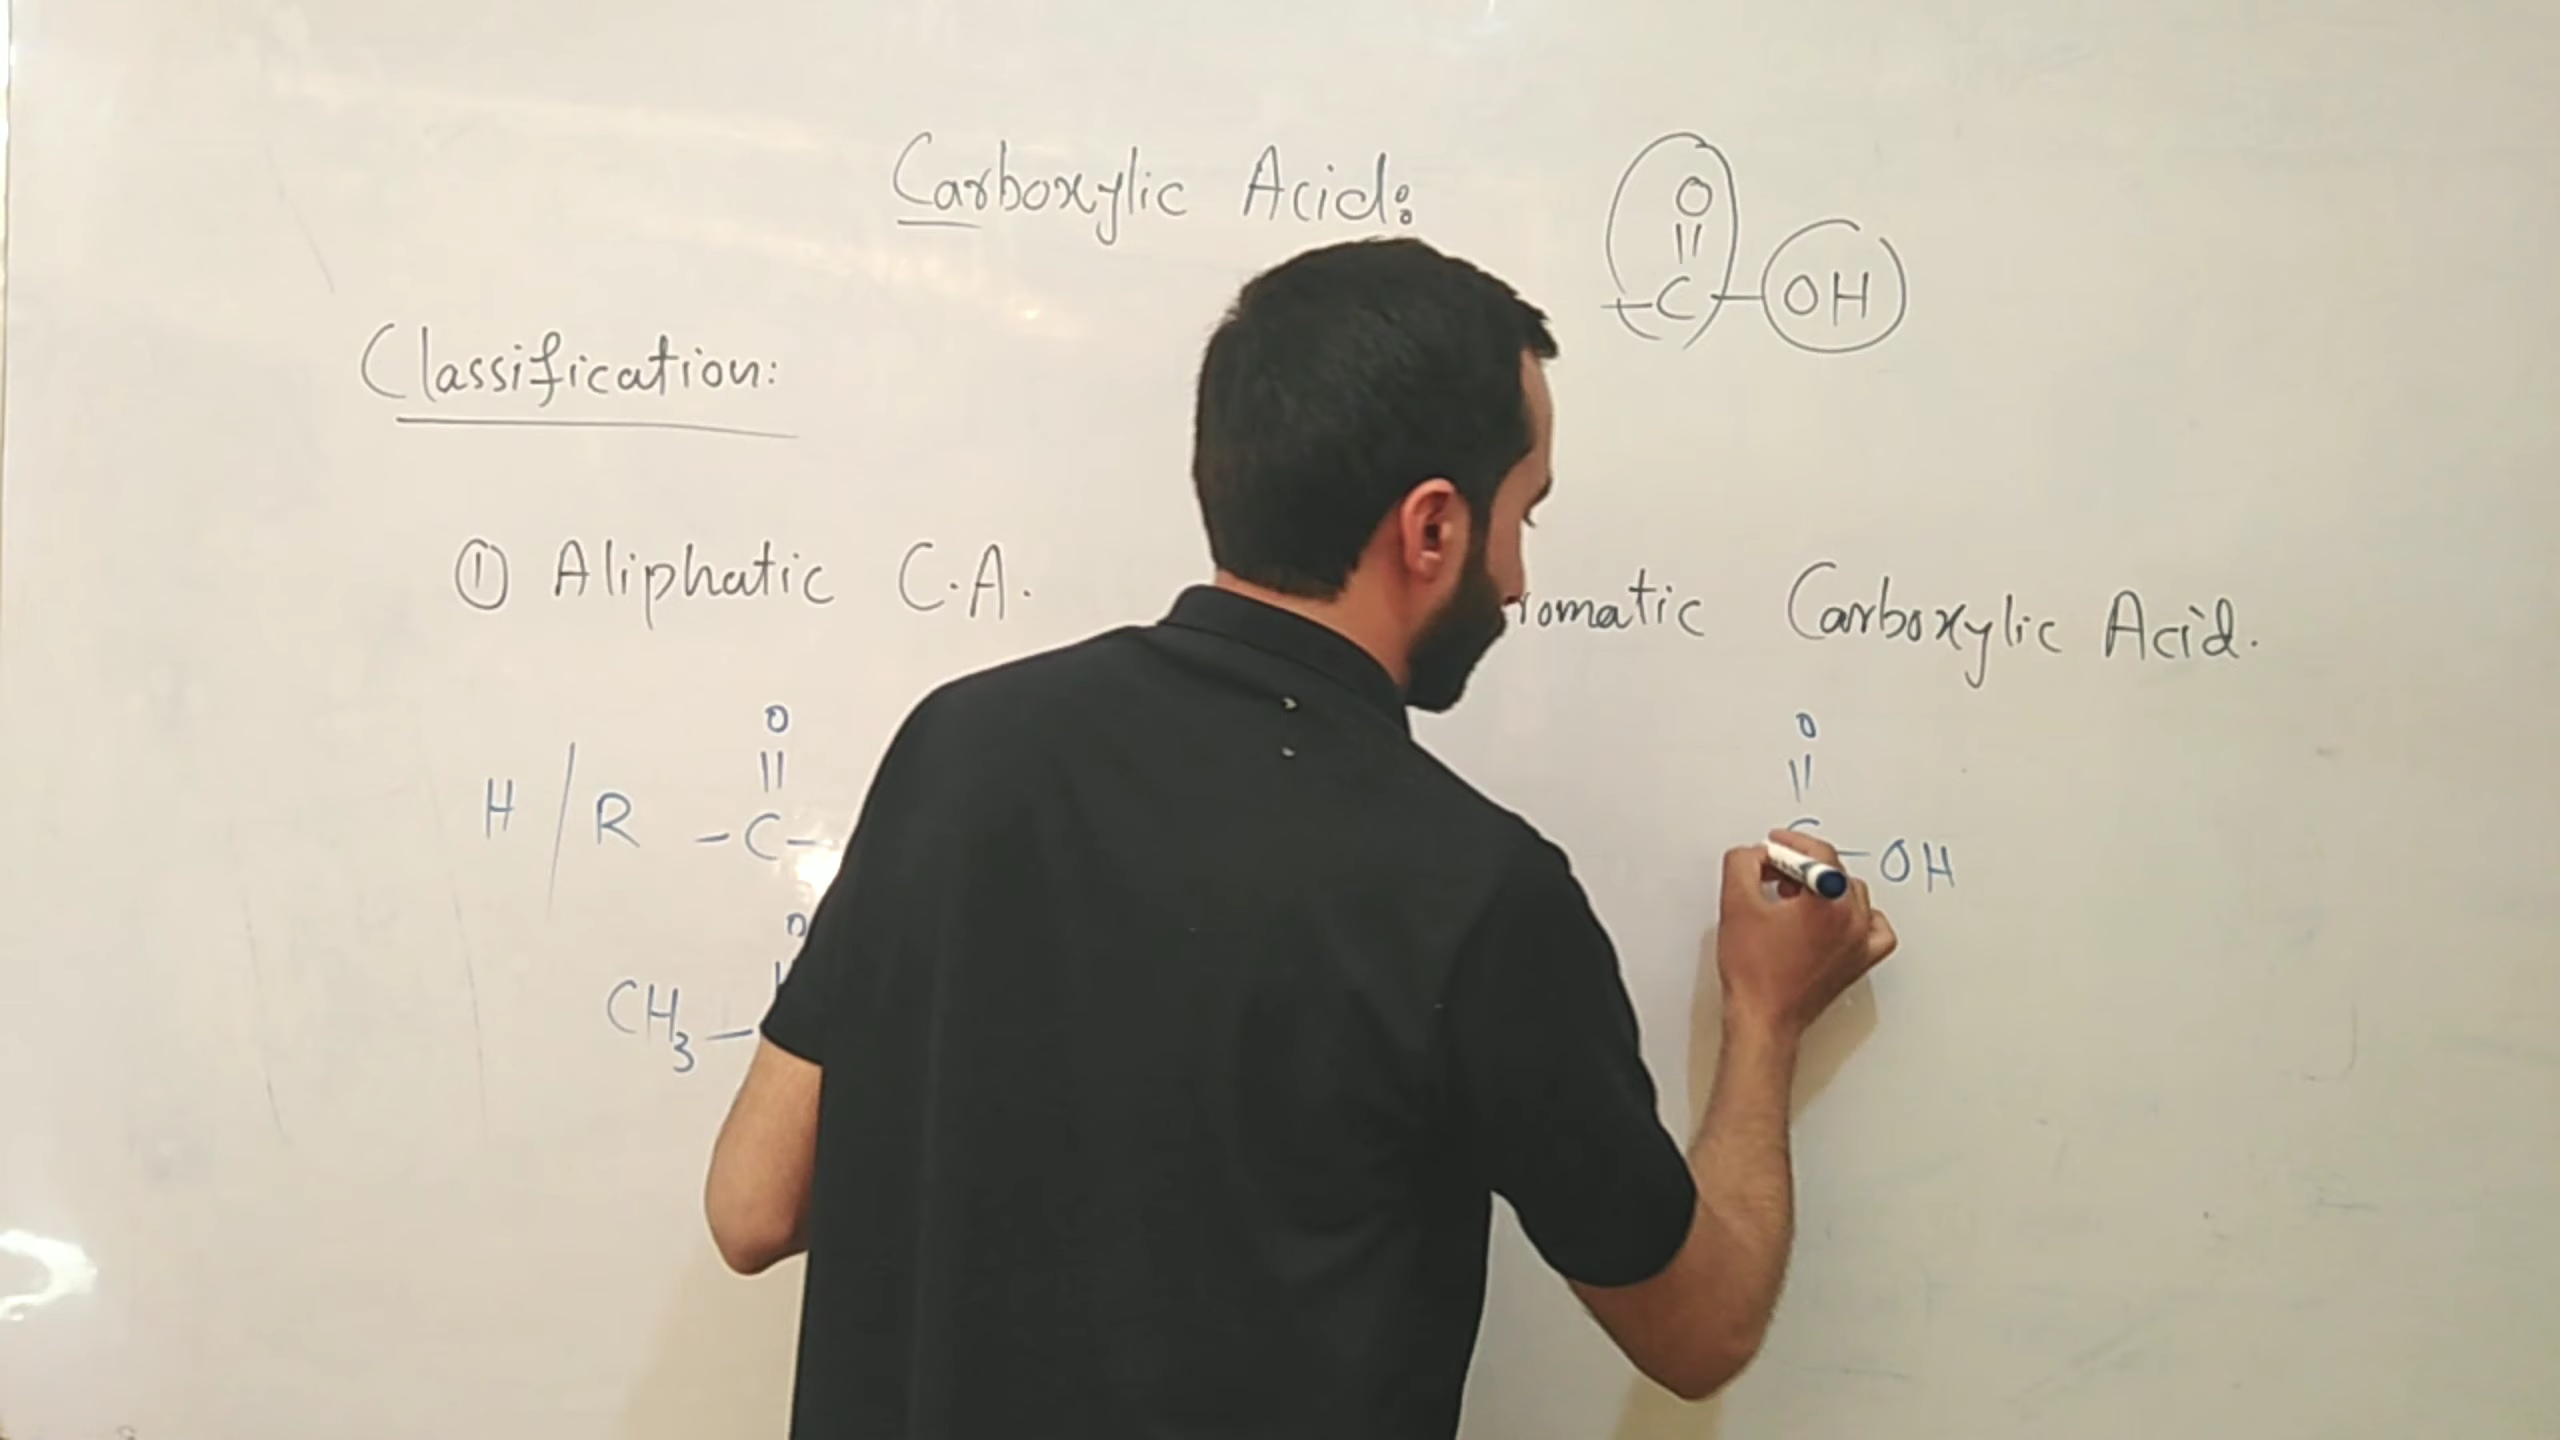 Carboxylic Acid:
O
||
-C-OH
Classification:
① Aliphatic C.A.
romatic Carboxylic Acid.
O
||
H / R -C-
O
||
C-OH
O
CH3-